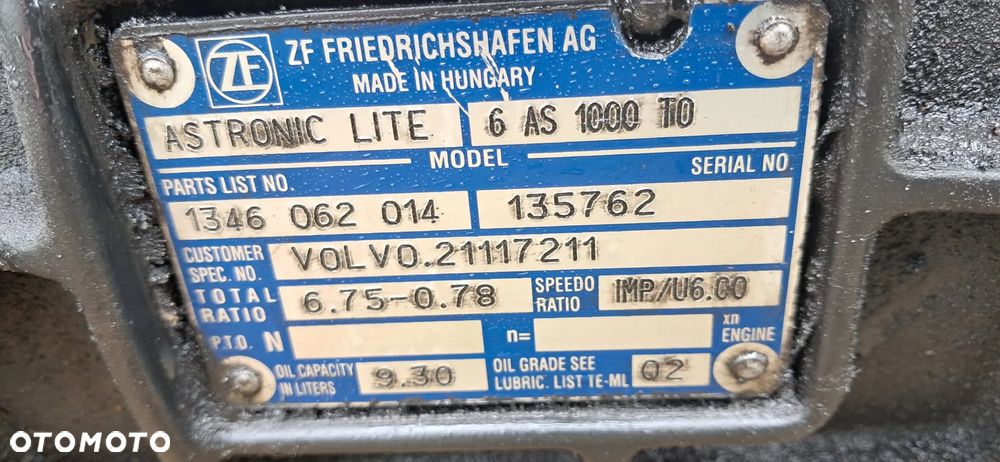 ZF
ZF FRIEDRICHSHAFEN AG
MADE IN HUNGARY
ASTRONIC LITE 6 AS 1000 TO
MODEL
SERIAL NO
PARTS LIST NO.
1346 062 014 135762
CUSTOMER SPEC. NO. VOLVO.21117211
TOTAL RATIO 6.75-0.78 SPEEDO RATIO IMP/U6.00
P.T.O. N n= xn ENGINE
OIL CAPACITY IN LITERS 9.30 OIL GRADE SEE LUBRIC. LIST TE-ML 02
OTOMOTO